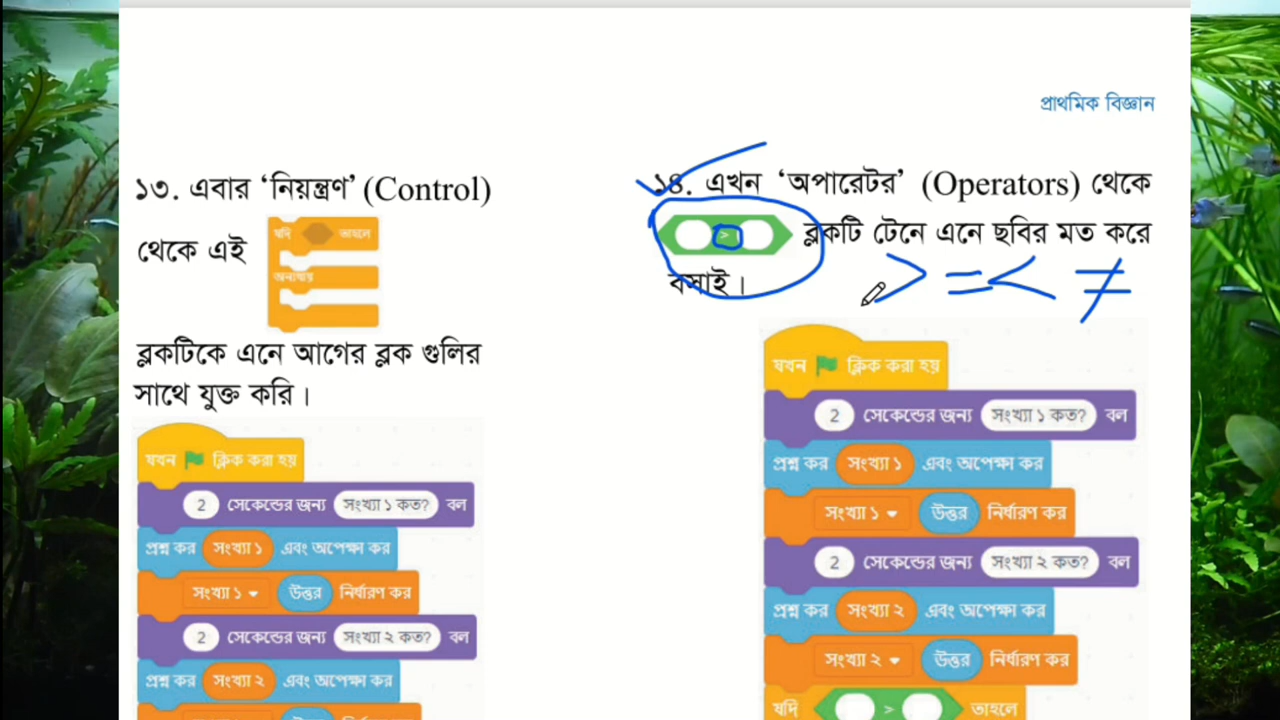 প্রাথমিক বিজ্ঞান
১৩. এবার ‘নিয়ন্ত্রণ’ (Control)
থেকে এই
যদি তাহলে
অন্যথায়
ব্লকটিকে এনে আগের ব্লক গুলির
সাথে যুক্ত করি।
যখন ক্লিক করা হয়
2 সেকেন্ডের জন্য সংখ্যা ১ কত? বল
প্রশ্ন কর সংখ্যা ১ এবং অপেক্ষা কর
সংখ্যা ১ উত্তর নির্ধারণ কর
2 সেকেন্ডের জন্য সংখ্যা ২ কত? বল
প্রশ্ন কর সংখ্যা ২ এবং অপেক্ষা কর
১৪. এখন ‘অপারেটর’ (Operators) থেকে
> ব্লকটি টেনে এনে ছবির মত করে
বসাই।
> = < ≠
যখন ক্লিক করা হয়
2 সেকেন্ডের জন্য সংখ্যা ১ কত? বল
প্রশ্ন কর সংখ্যা ১ এবং অপেক্ষা কর
সংখ্যা ১ উত্তর নির্ধারণ কর
2 সেকেন্ডের জন্য সংখ্যা ২ কত? বল
প্রশ্ন কর সংখ্যা ২ এবং অপেক্ষা কর
সংখ্যা ২ উত্তর নির্ধারণ কর
যদি > তাহলে